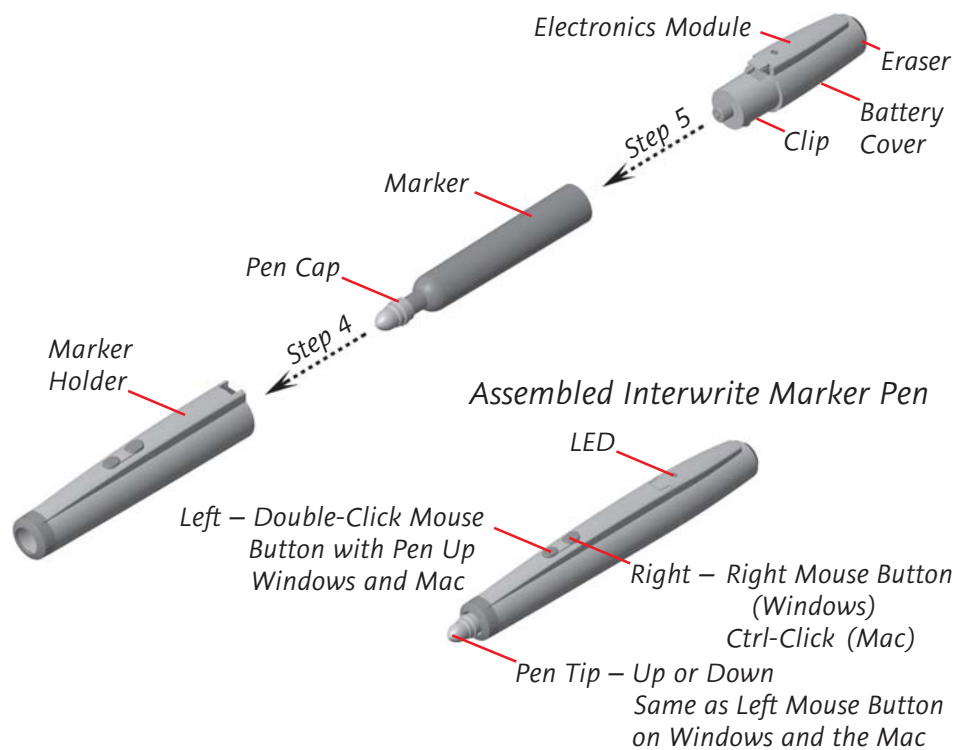 Electronics Module
Eraser
Battery
Cover
Clip
Step 5
Marker
Pen Cap
Step 4
Marker
Holder
Assembled Interwrite Marker Pen
LED
Left – Double-Click Mouse
Button with Pen Up
Windows and Mac
Right – Right Mouse Button
(Windows)
Ctrl-Click (Mac)
Pen Tip – Up or Down
Same as Left Mouse Button
on Windows and the Mac